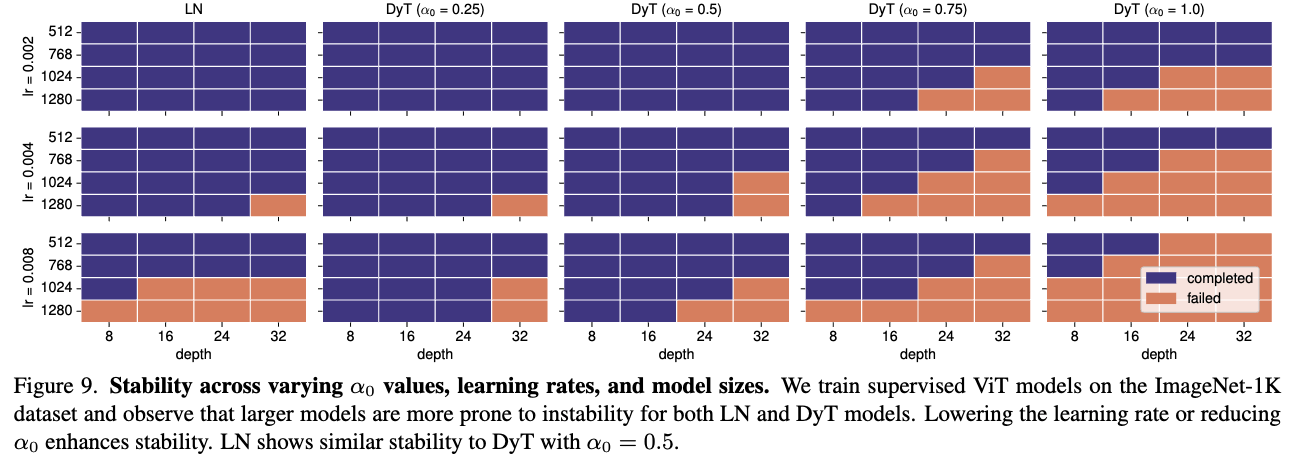 LN DyT (α₀ = 0.25) DyT (α₀ = 0.5) DyT (α₀ = 0.75) DyT (α₀ = 1.0)
lr = 0.002
512
768
1024
1280
lr = 0.004
512
768
1024
1280
lr = 0.008
512
768
1024
1280
completed
failed
8 16 24 32 8 16 24 32 8 16 24 32 8 16 24 32 8 16 24 32
depth depth depth depth depth
Figure 9. Stability across varying α₀ values, learning rates, and model sizes. We train supervised ViT models on the ImageNet-1K
dataset and observe that larger models are more prone to instability for both LN and DyT models. Lowering the learning rate or reducing
α₀ enhances stability. LN shows similar stability to DyT with α₀ = 0.5.